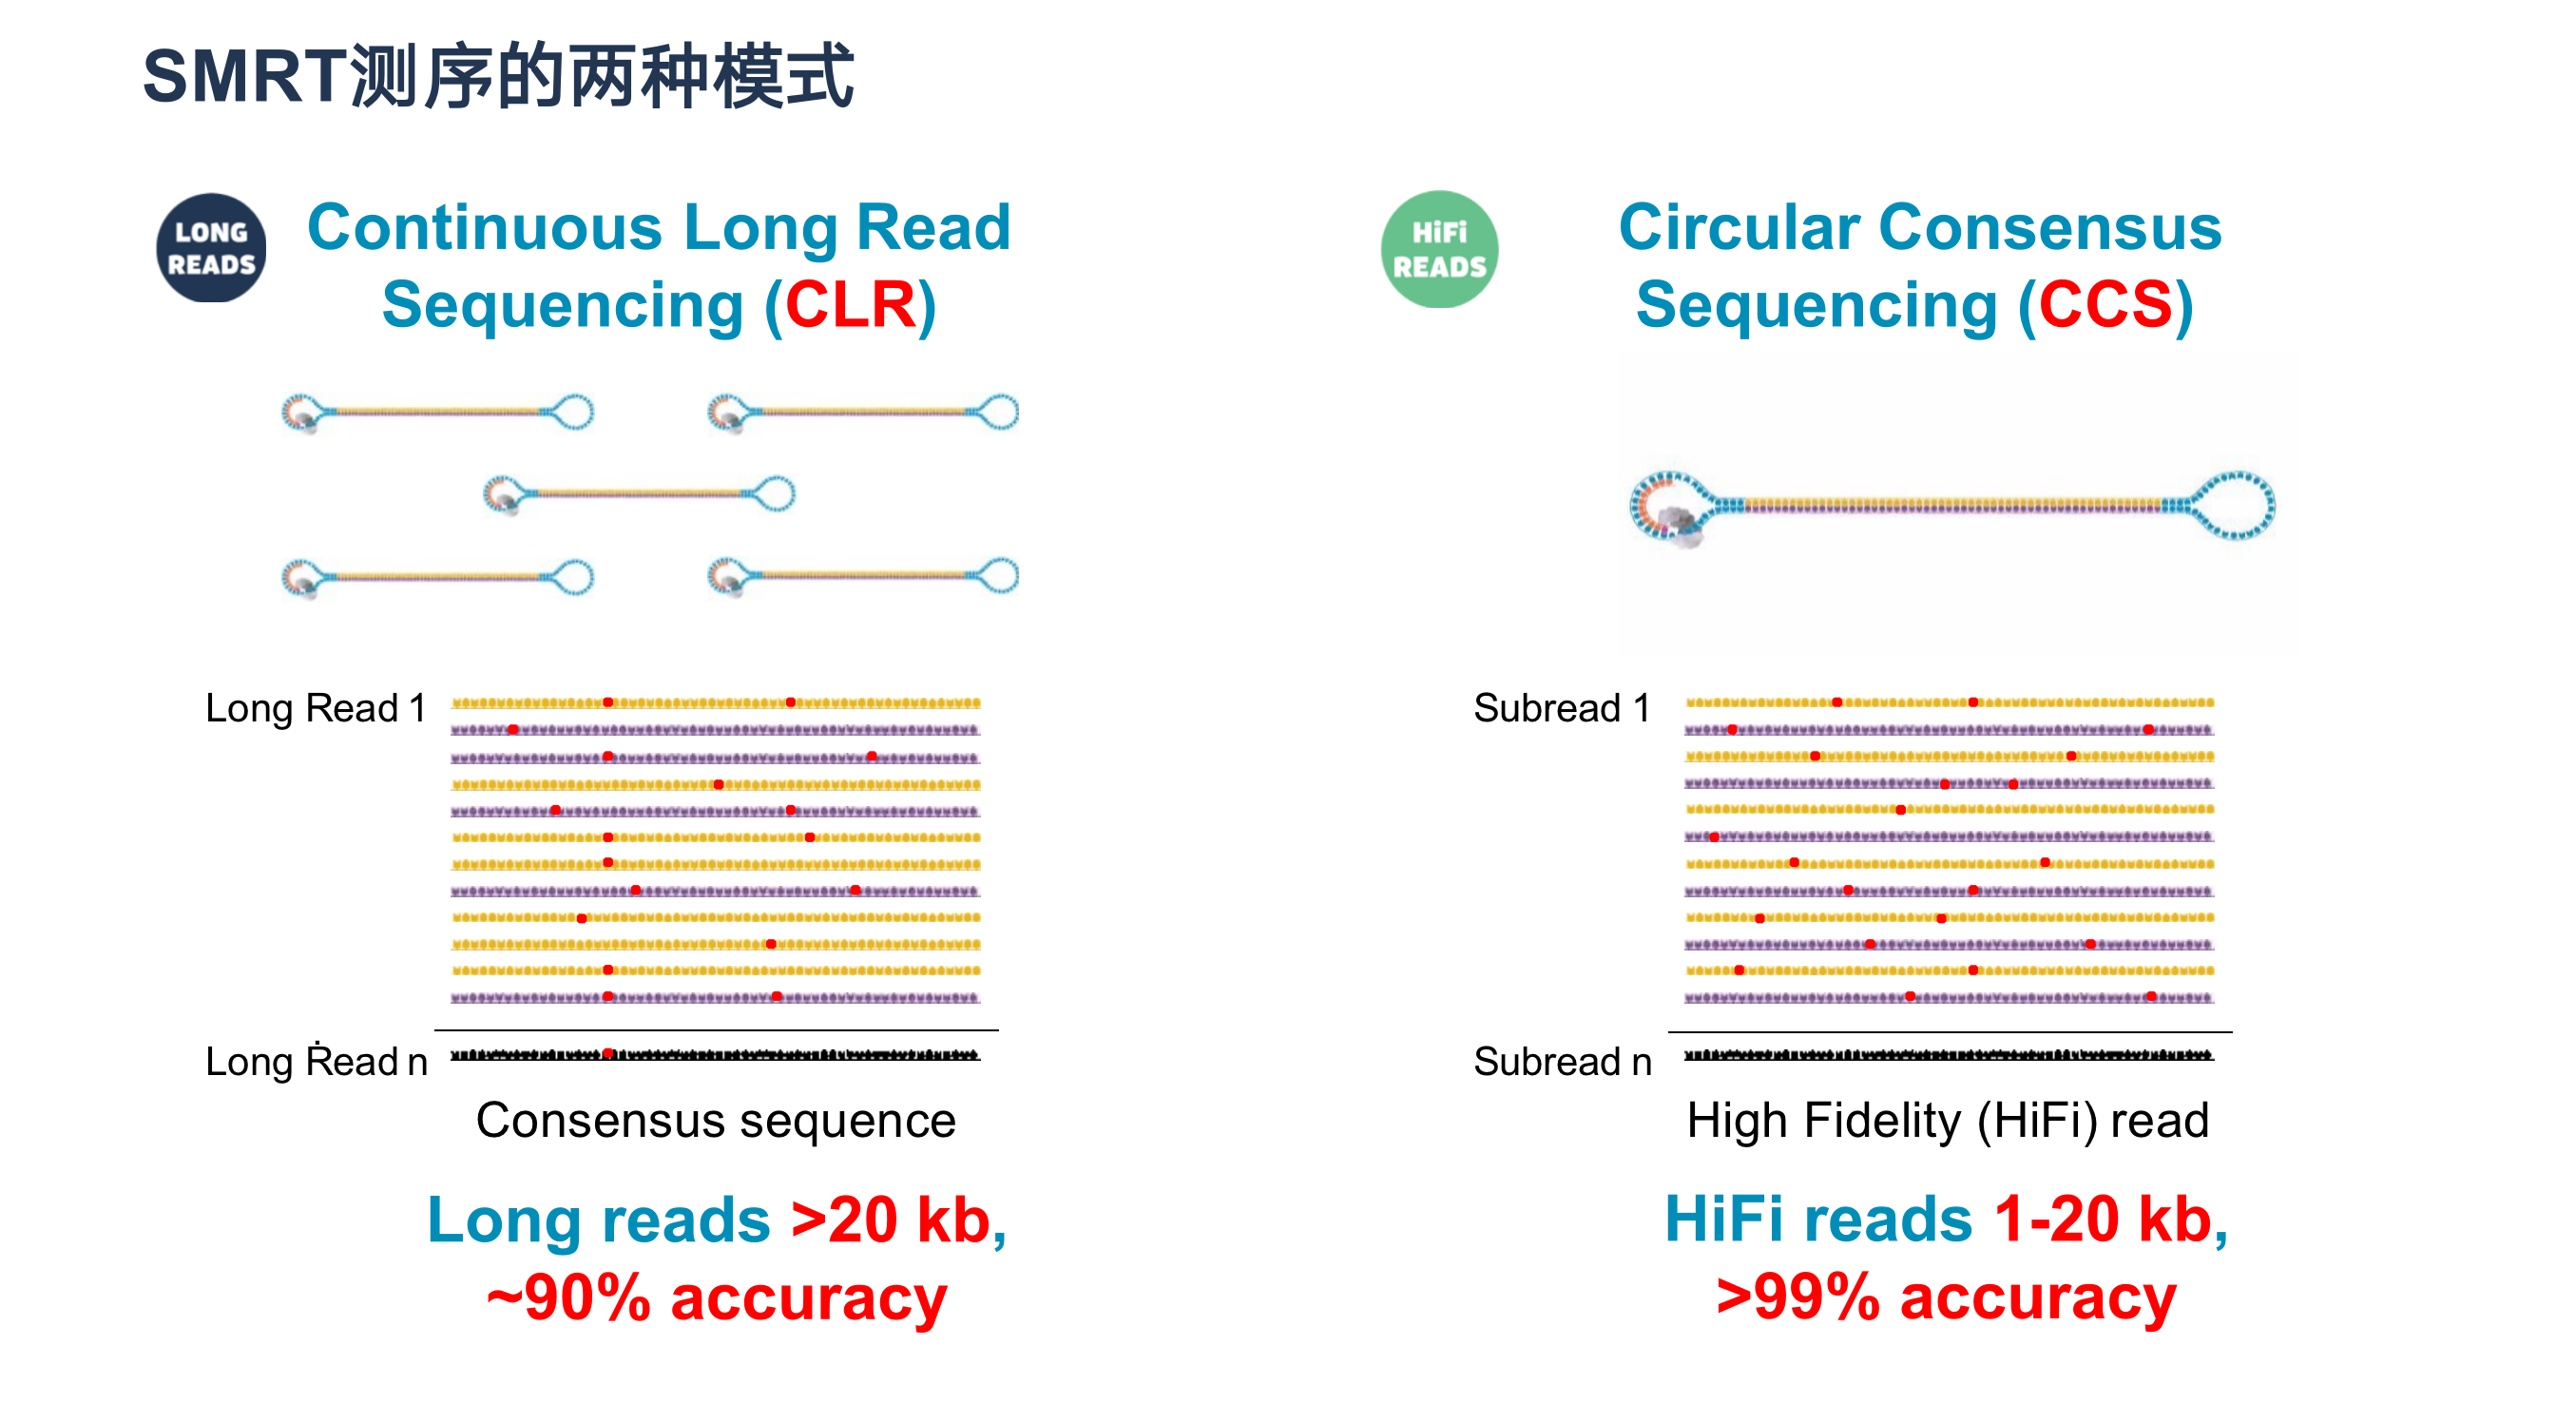 SMRT测序的两种模式
LONG
READS
Continuous Long Read
Sequencing (CLR)
Long Read 1
Long Read n
Consensus sequence
Long reads >20 kb,
~90% accuracy
HiFi
READS
Circular Consensus
Sequencing (CCS)
Subread 1
Subread n
High Fidelity (HiFi) read
HiFi reads 1-20 kb,
>99% accuracy